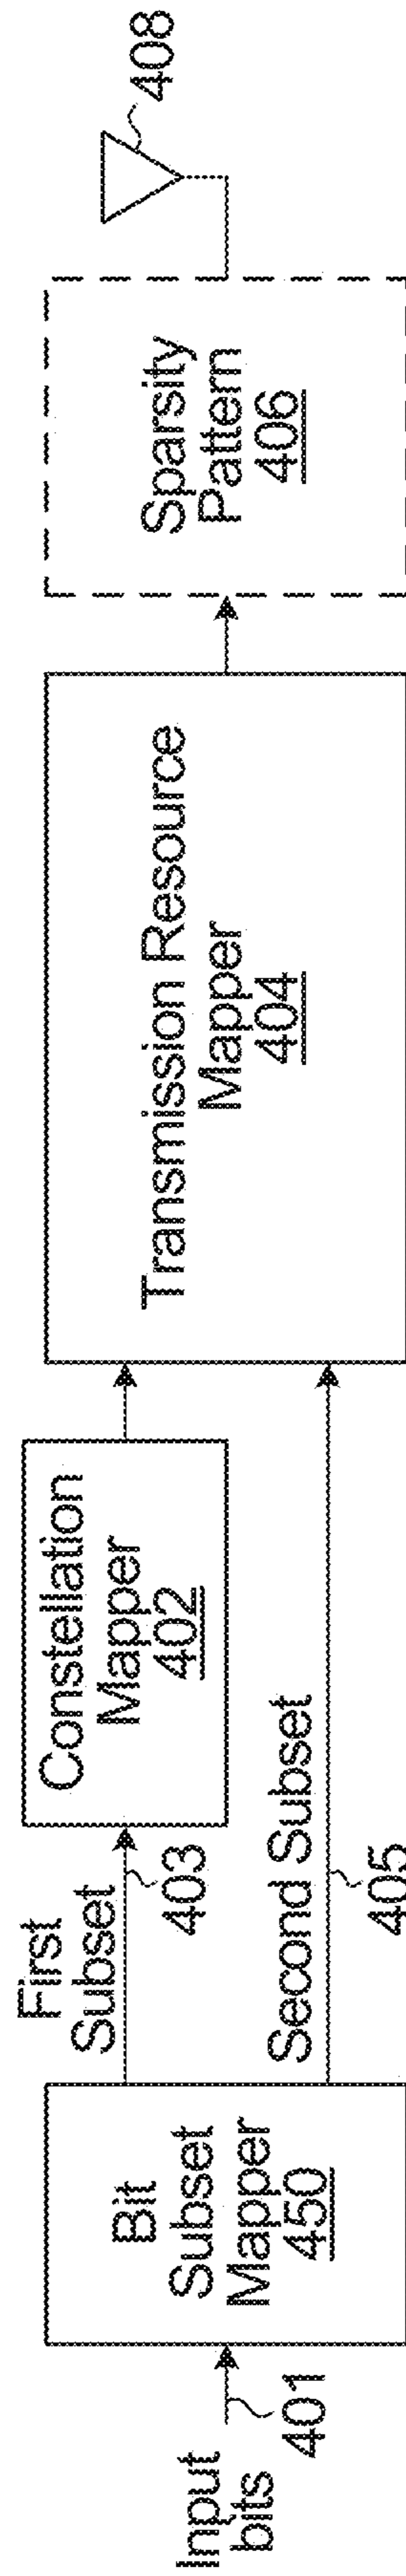 Input
bits
401
Bit
Subset
Mapper
450
First
Subset
403
Second Subset
405
Constellation
Mapper
402
Transmission Resource
Mapper
404
Sparsity
Pattern
406
408